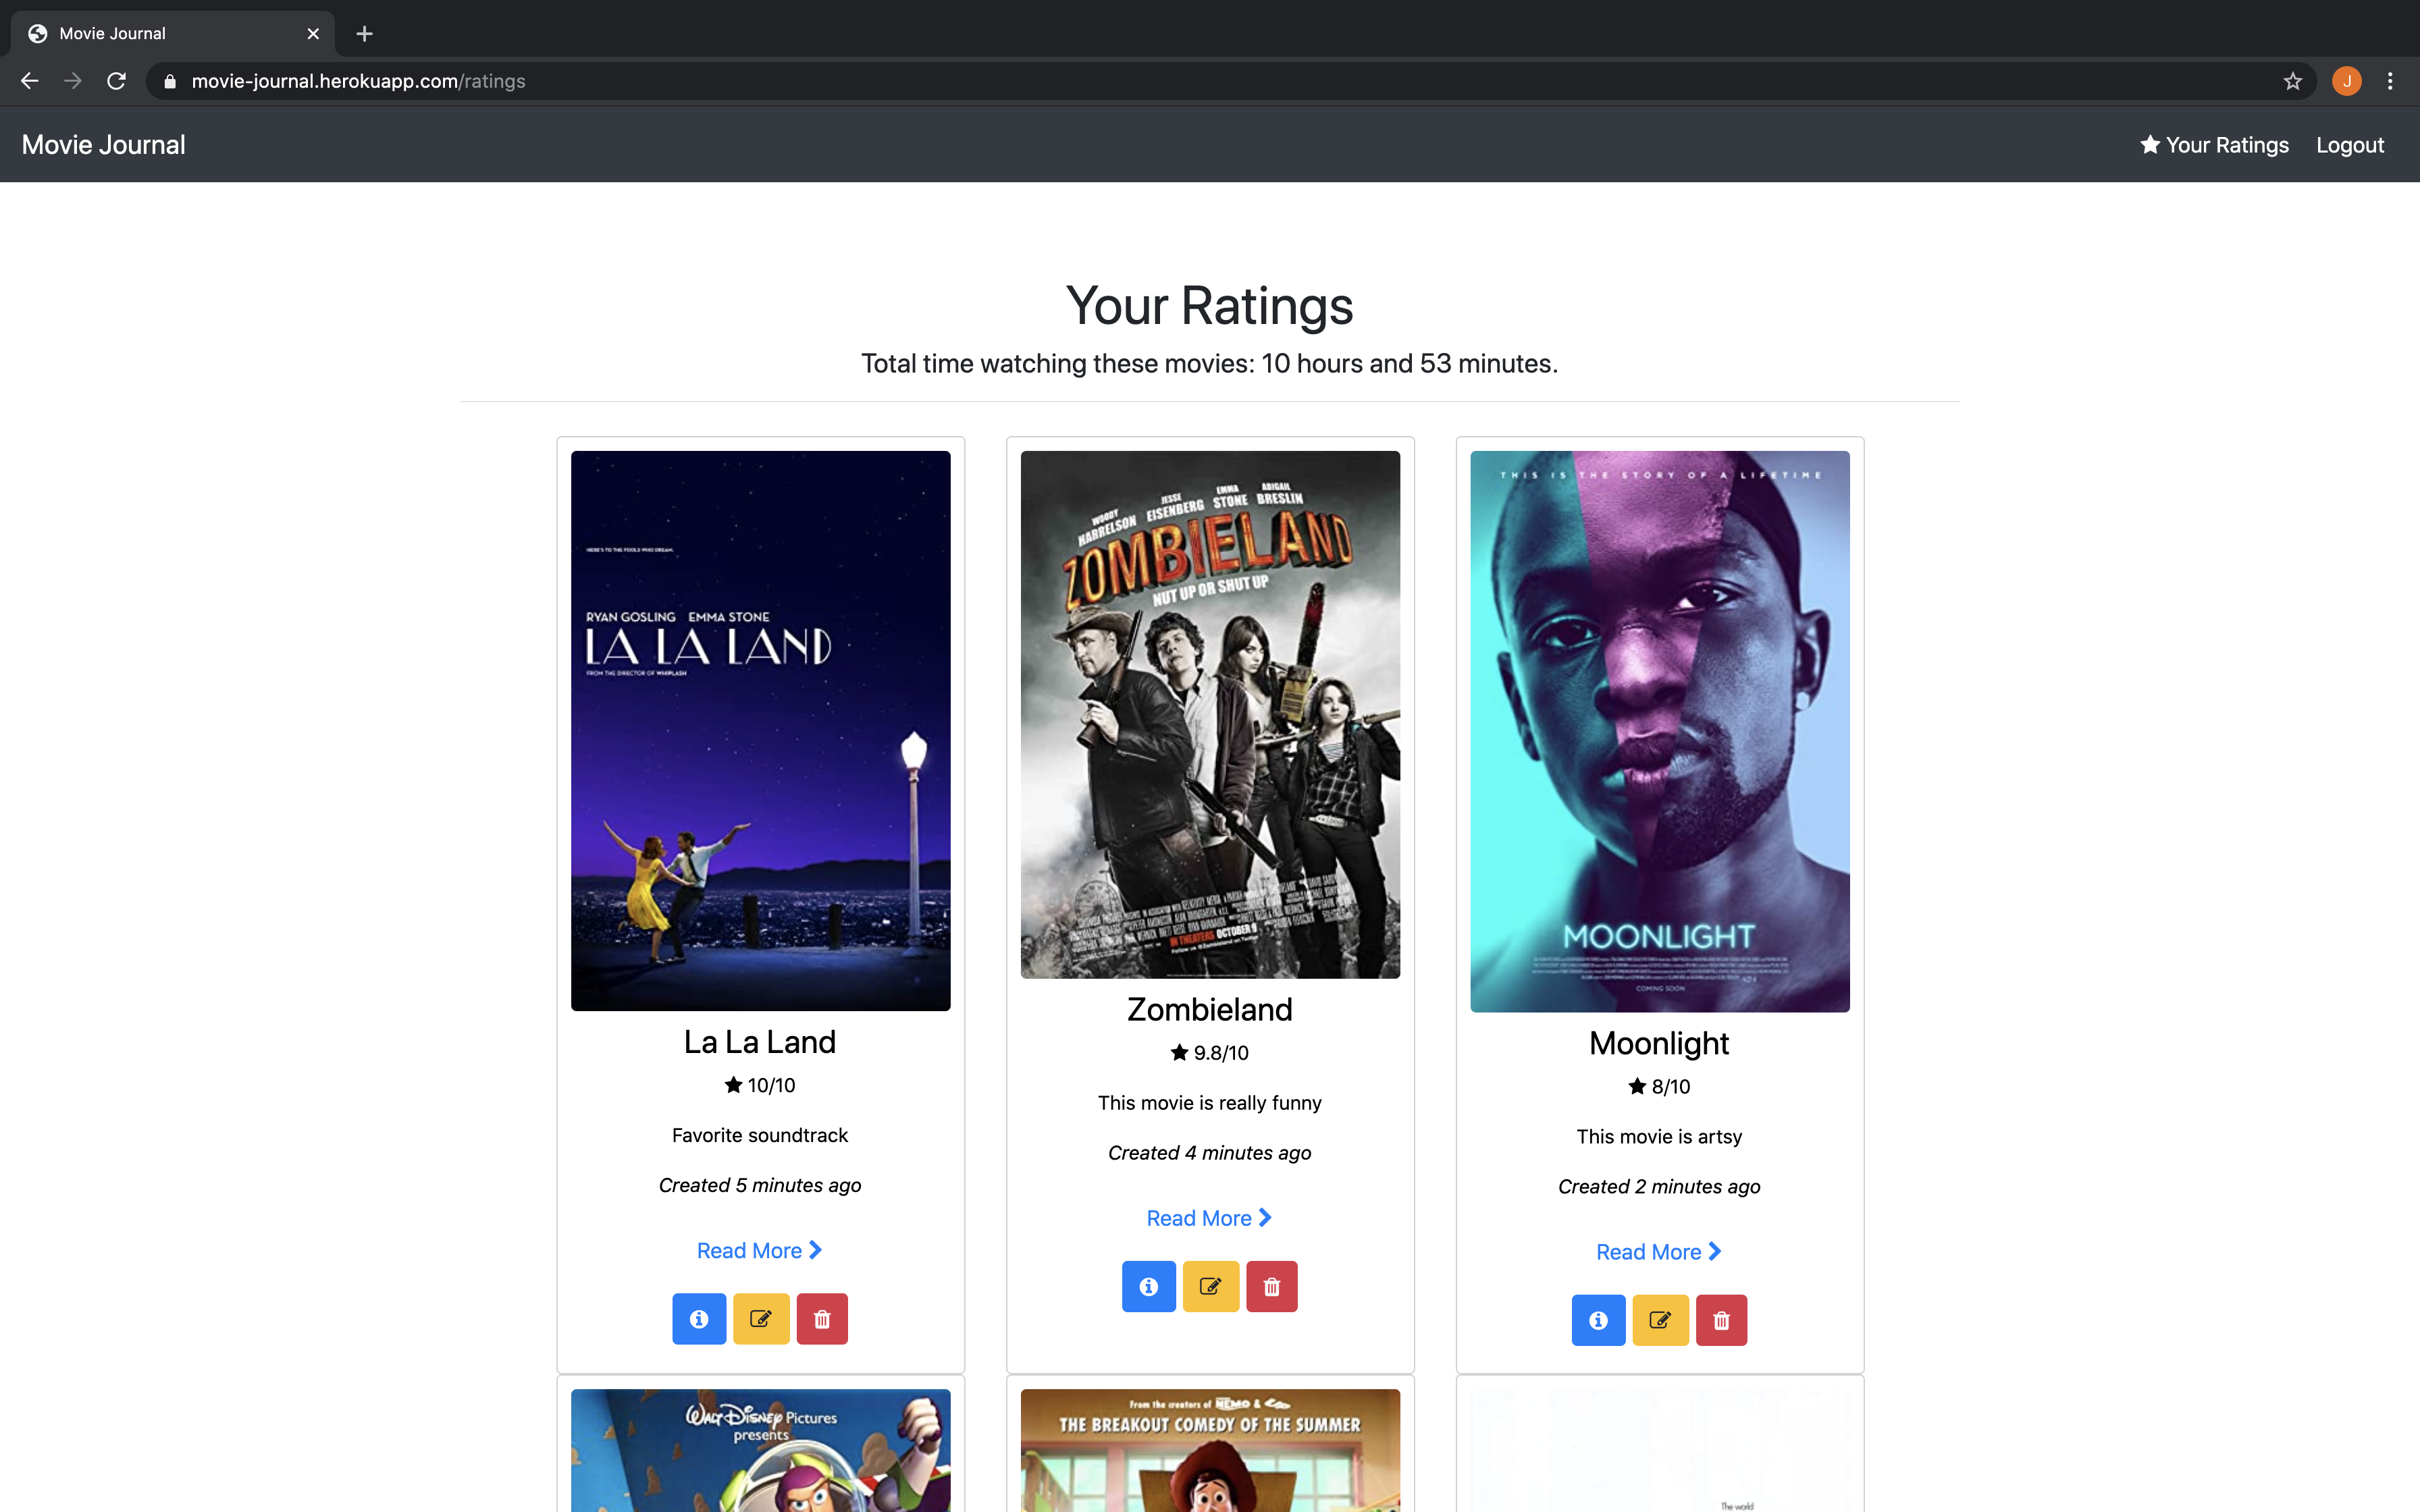 Movie Journal
movie-journal.herokuapp.com/ratings
J
Movie Journal
Your Ratings
Logout
Your Ratings
Total time watching these movies: 10 hours and 53 minutes.
HERE'S TO THE FOOLS WHO DREAM.
RYAN GOSLING EMMA STONE
LA LA LAND
FROM THE DIRECTOR OF WHIPLASH
La La Land
10/10
Favorite soundtrack
Created 5 minutes ago
Read More
WOODY HARRELSON JESSE EISENBERG EMMA STONE ABIGAIL BRESLIN
ZOMBIELAND
NUT UP OR SHUT UP
IN THEATERS OCTOBER 9
Zombieland
9.8/10
This movie is really funny
Created 4 minutes ago
Read More
THIS IS THE STORY OF A LIFETIME
MOONLIGHT
COMING SOON
Moonlight
8/10
This movie is artsy
Created 2 minutes ago
Read More
WALT DISNEY Pictures
presents
From the creators of NEMO &
THE BREAKOUT COMEDY OF THE SUMMER
The world